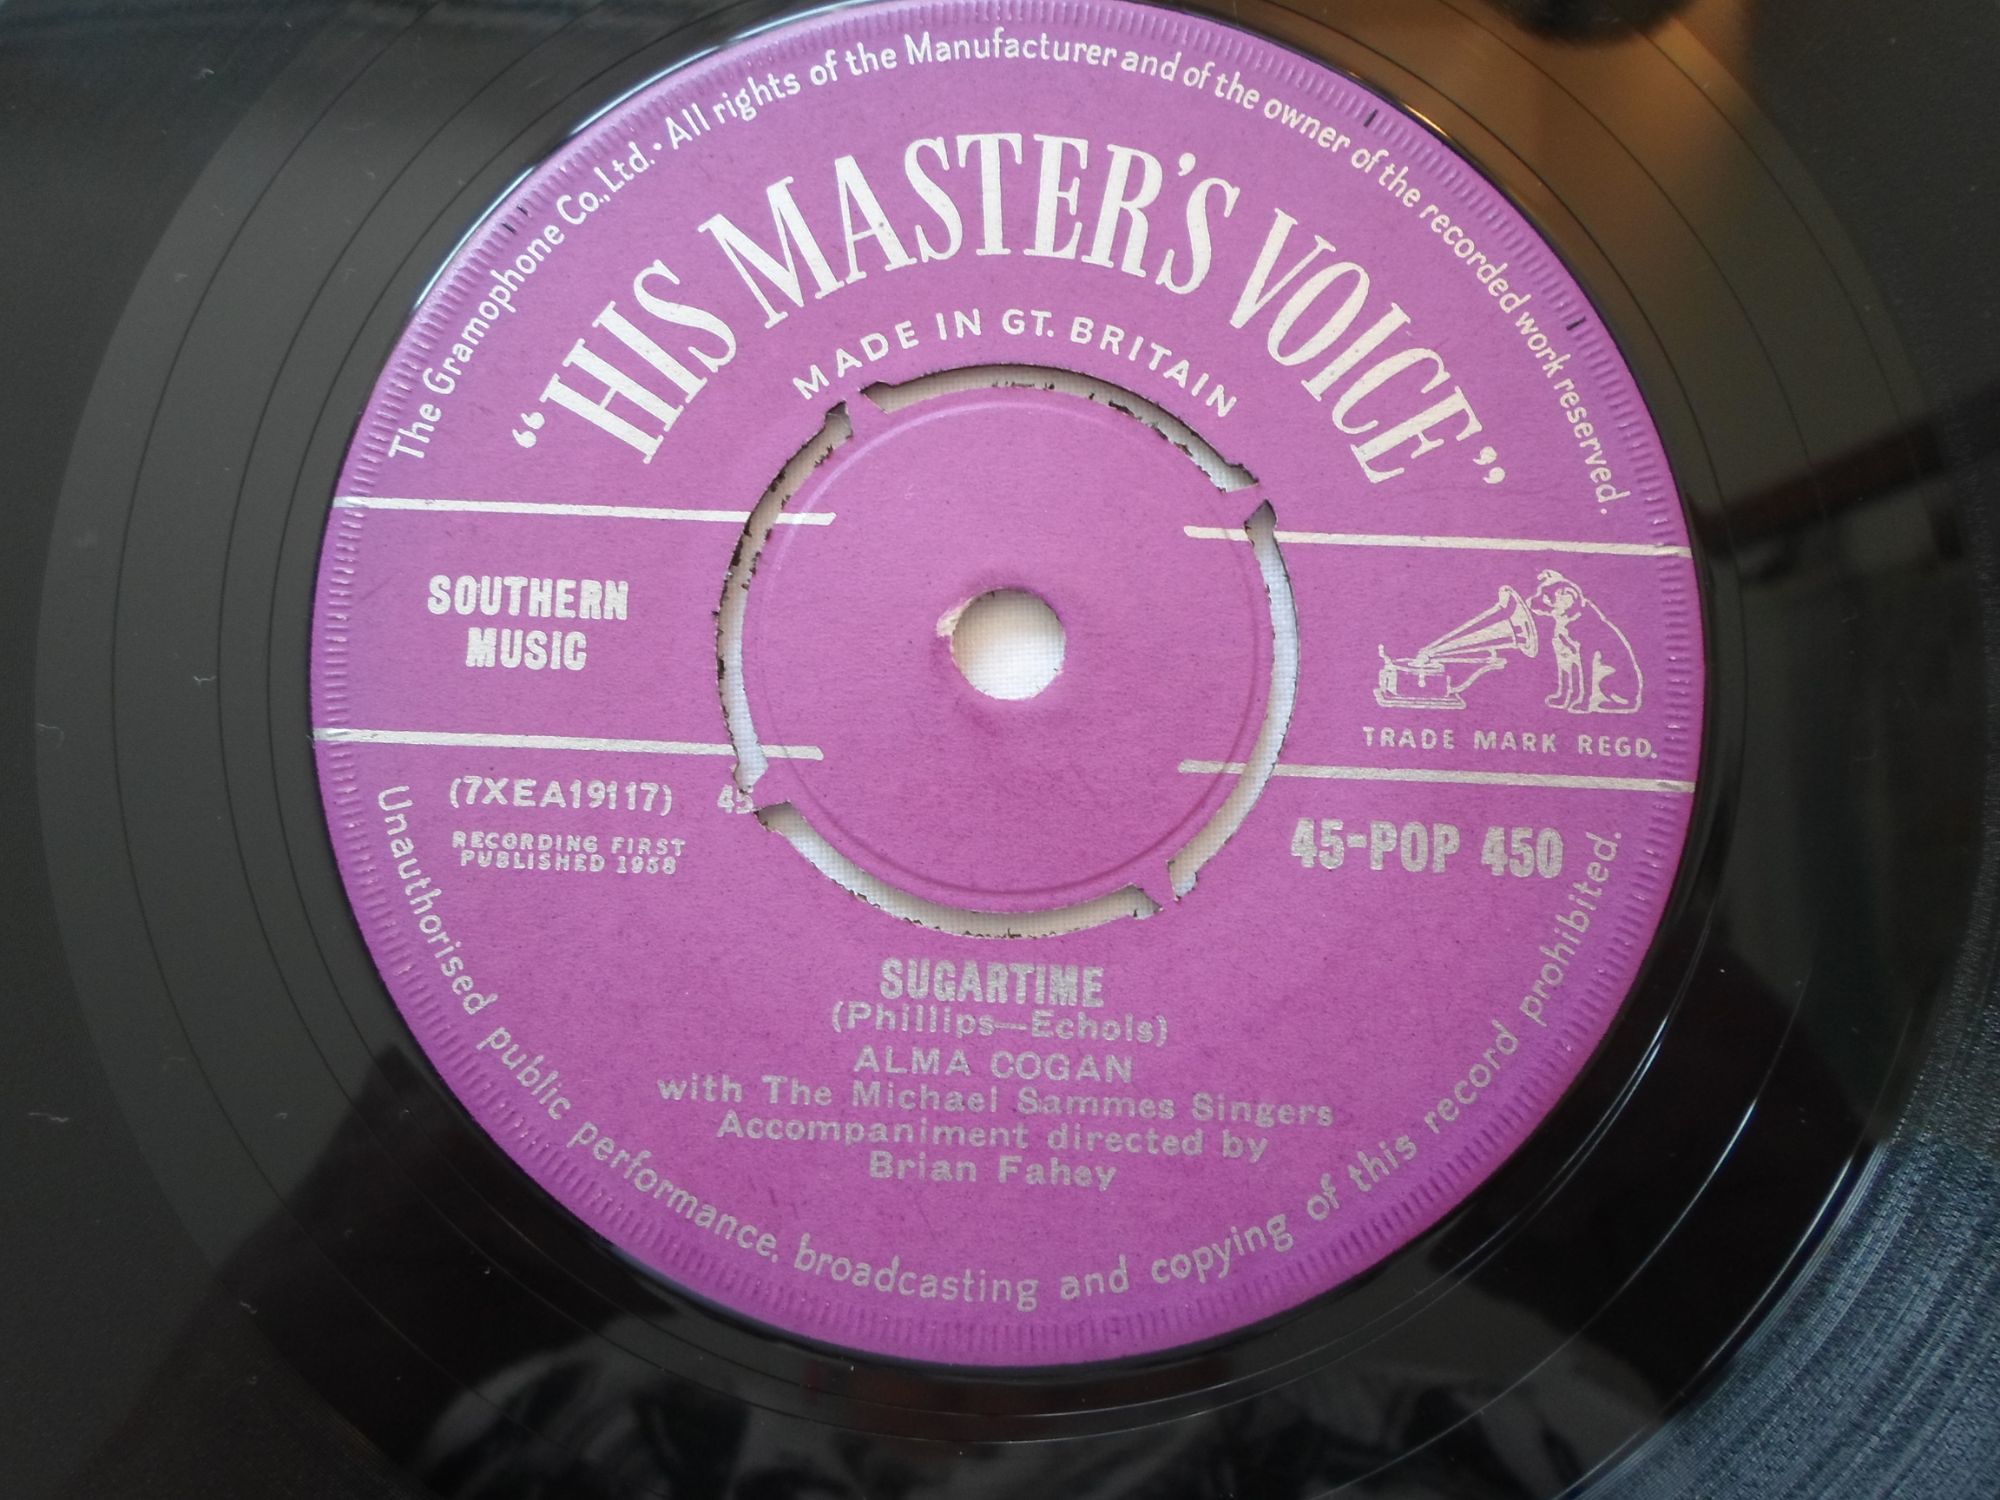 The Gramophone Co., Ltd. · All rights of the Manufacturer and of the owner of the recorded work reserved.
“HIS MASTER'S VOICE”
MADE IN GT. BRITAIN
SOUTHERN
MUSIC
TRADE MARK REGD.
(7XEA19117) 45
RECORDING FIRST
PUBLISHED 1958
45-POP 450
SUGARTIME
(Phillips—Echols)
ALMA COGAN
with The Michael Sammes Singers
Accompaniment directed by
Brian Fahey
Unauthorised public performance, broadcasting and copying of this record prohibited.